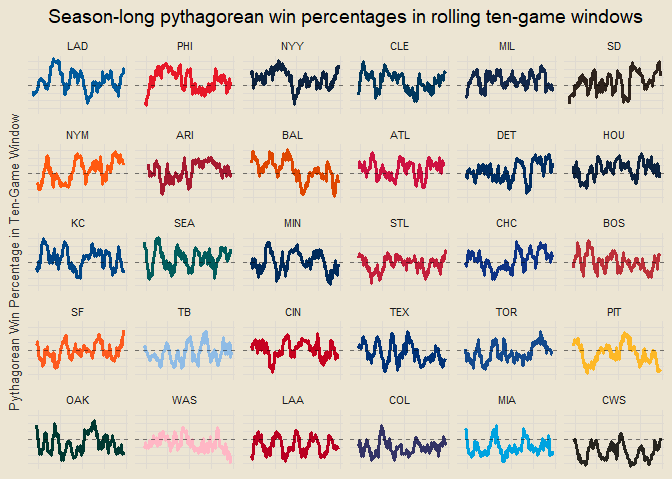 Season-long pythagorean win percentages in rolling ten-game windows
Pythagorean Win Percentage in Ten-Game Window
LAD PHI NYY CLE MIL SD
NYM ARI BAL ATL DET HOU
KC SEA MIN STL CHC BOS
SF TB CIN TEX TOR PIT
OAK WAS LAA COL MIA CWS